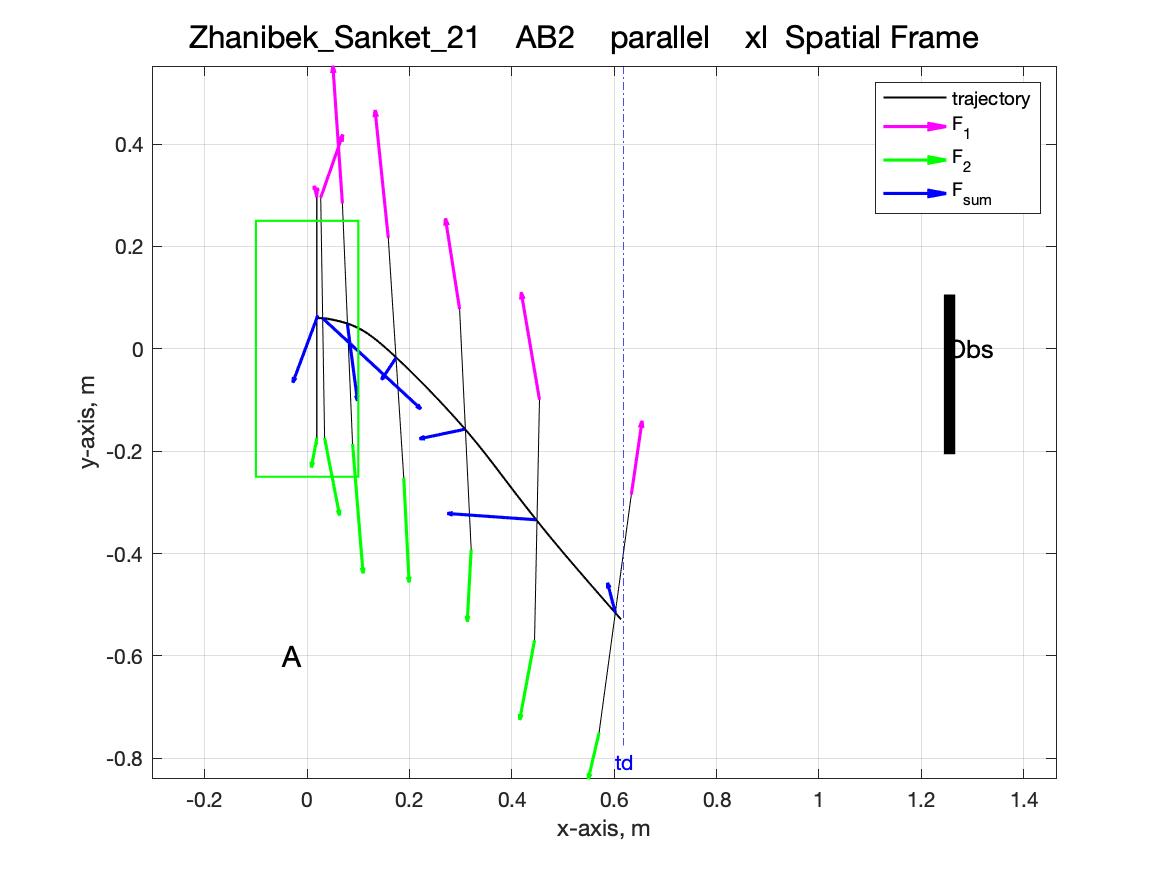 Zhanibek_Sanket_21 AB2 parallel xl Spatial Frame
trajectory
F1
F2
Fsum
0.4
0.2
0
-0.2
-0.4
-0.6
-0.8
y-axis, m
Obs
A
td
-0.2 0 0.2 0.4 0.6 0.8 1 1.2 1.4
x-axis, m